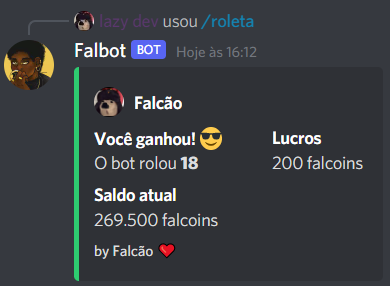 lazy dev usou /roleta
Falbot BOT Hoje às 16:12
Falcão
Você ganhou! 😎 Lucros
O bot rolou 18 200 falcoins
Saldo atual
269.500 falcoins
by Falcão ❤️